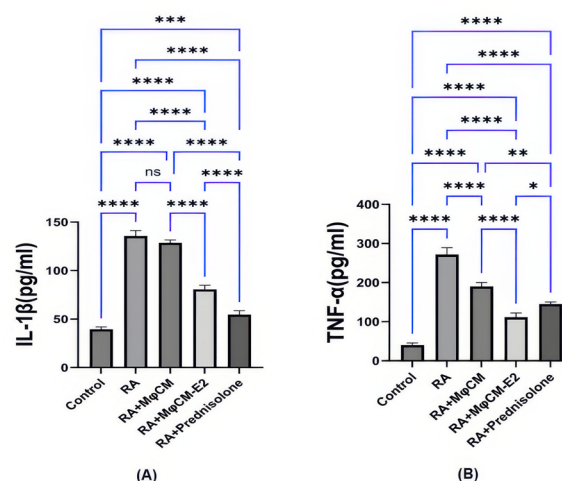 ***
****
****
****
**** ****
ns
**** **** ****
IL-1β(pg/ml)
150
100
50
0
Control
RA
RA+MφCM
RA+MφCM-E2
RA+Prednisolone
(A)
****
****
****
****
**** **
**** *
**** ****
TNF-α(pg/ml)
400
300
200
100
0
Control
RA
RA+MφCM
RA+MφCM-E2
RA+Prednisolone
(B)